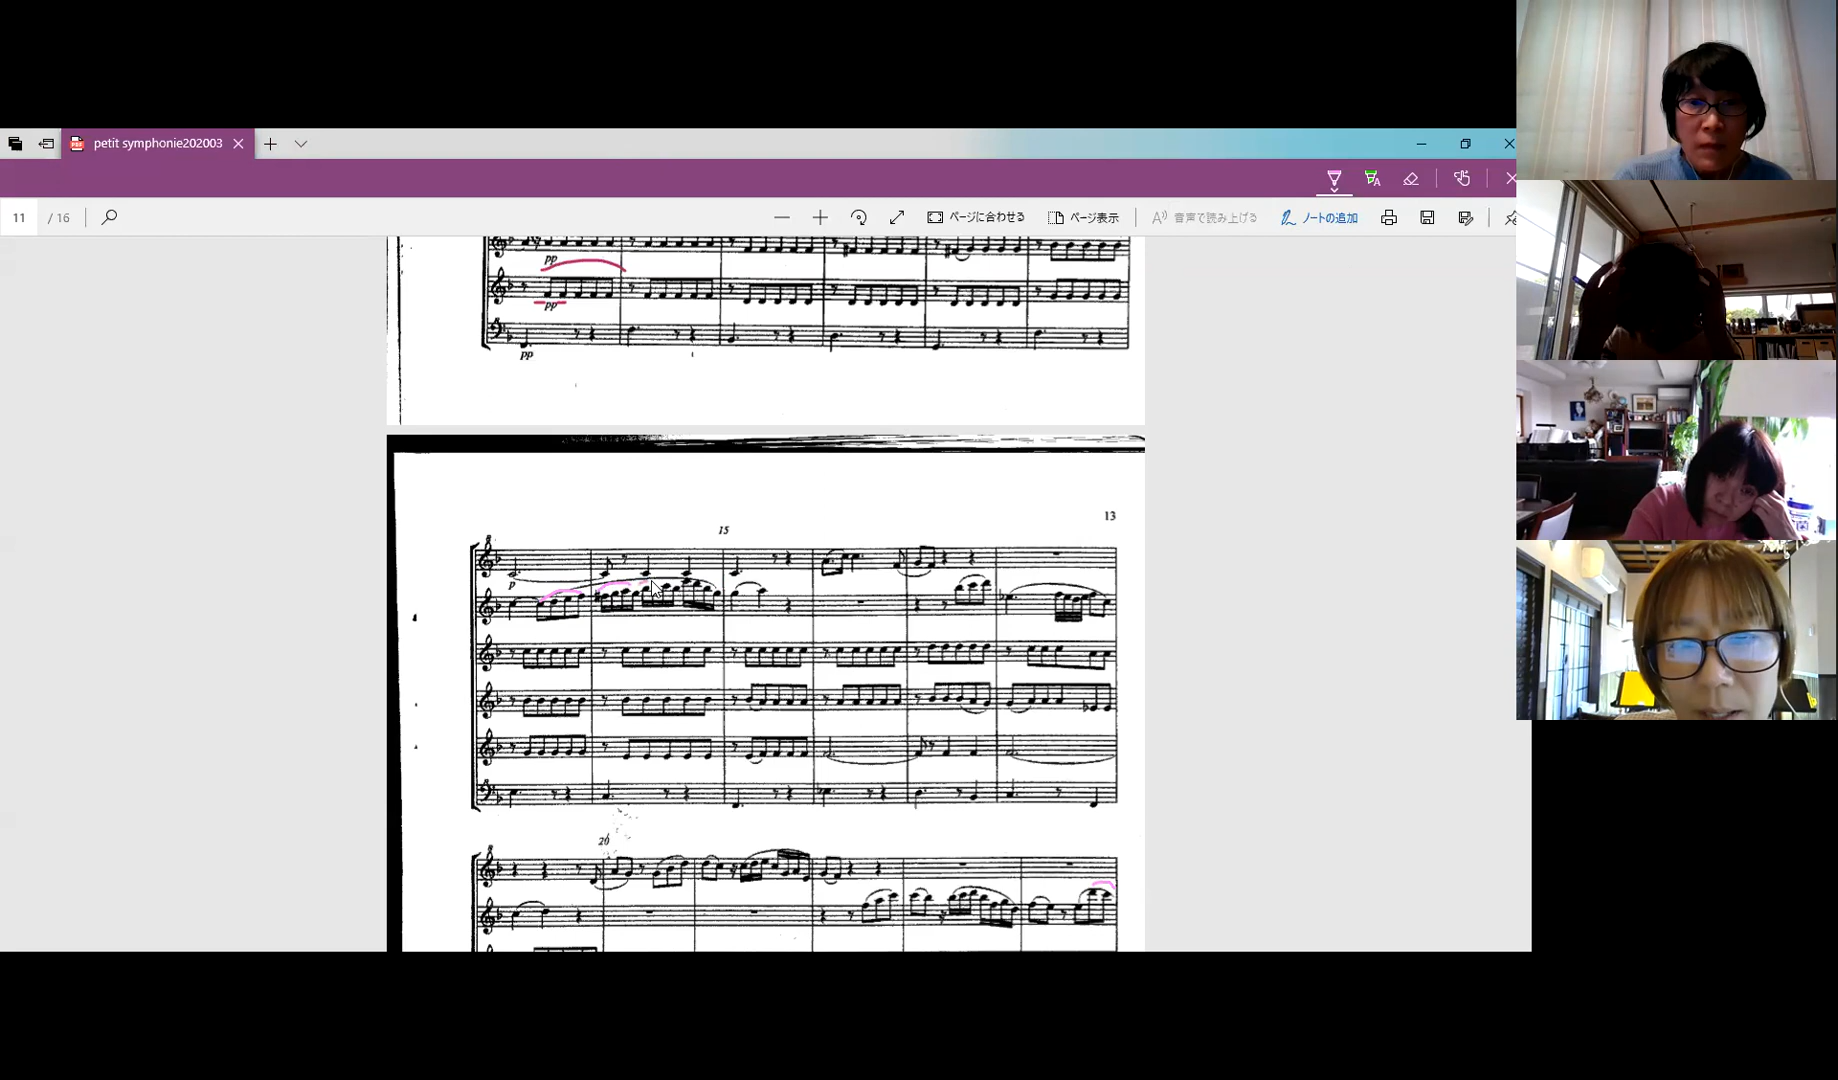 petit symphonie202003
11 / 16
ページに合わせる
ページ表示
音声で読み上げる
ノートの追加
pp
pp
pp
13
15
p
20